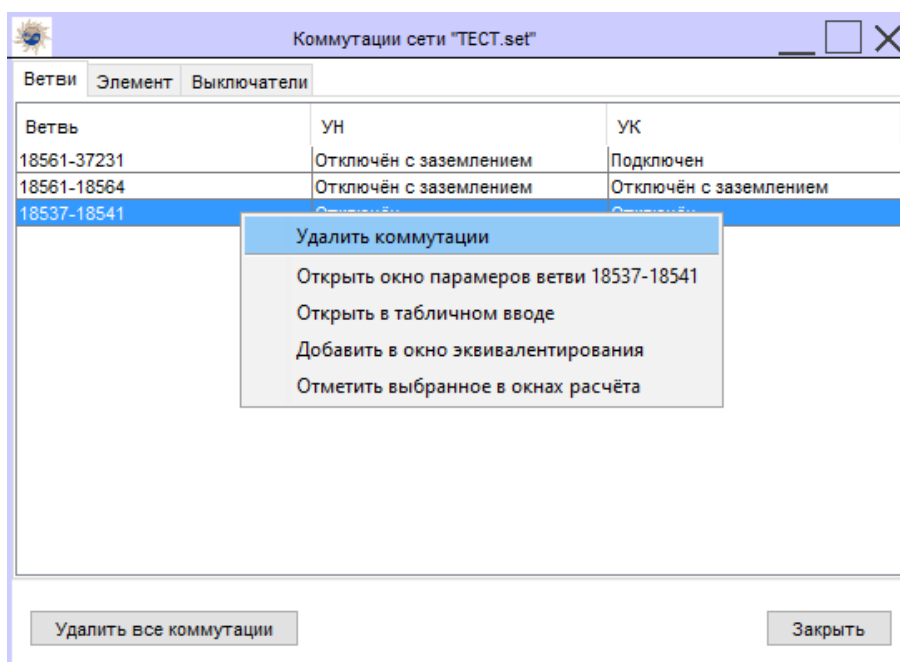 Коммутации сети "ТЕСТ.set"
Ветви Элемент Выключатели
Ветвь УН УК
18561-37231 Отключён с заземлением Подключен
18561-18564 Отключён с заземлением Отключён с заземлением
18537-18541
Удалить коммутации
Открыть окно парамеров ветви 18537-18541
Открыть в табличном вводе
Добавить в окно эквивалентирования
Отметить выбранное в окнах расчёта
Удалить все коммутации Закрыть